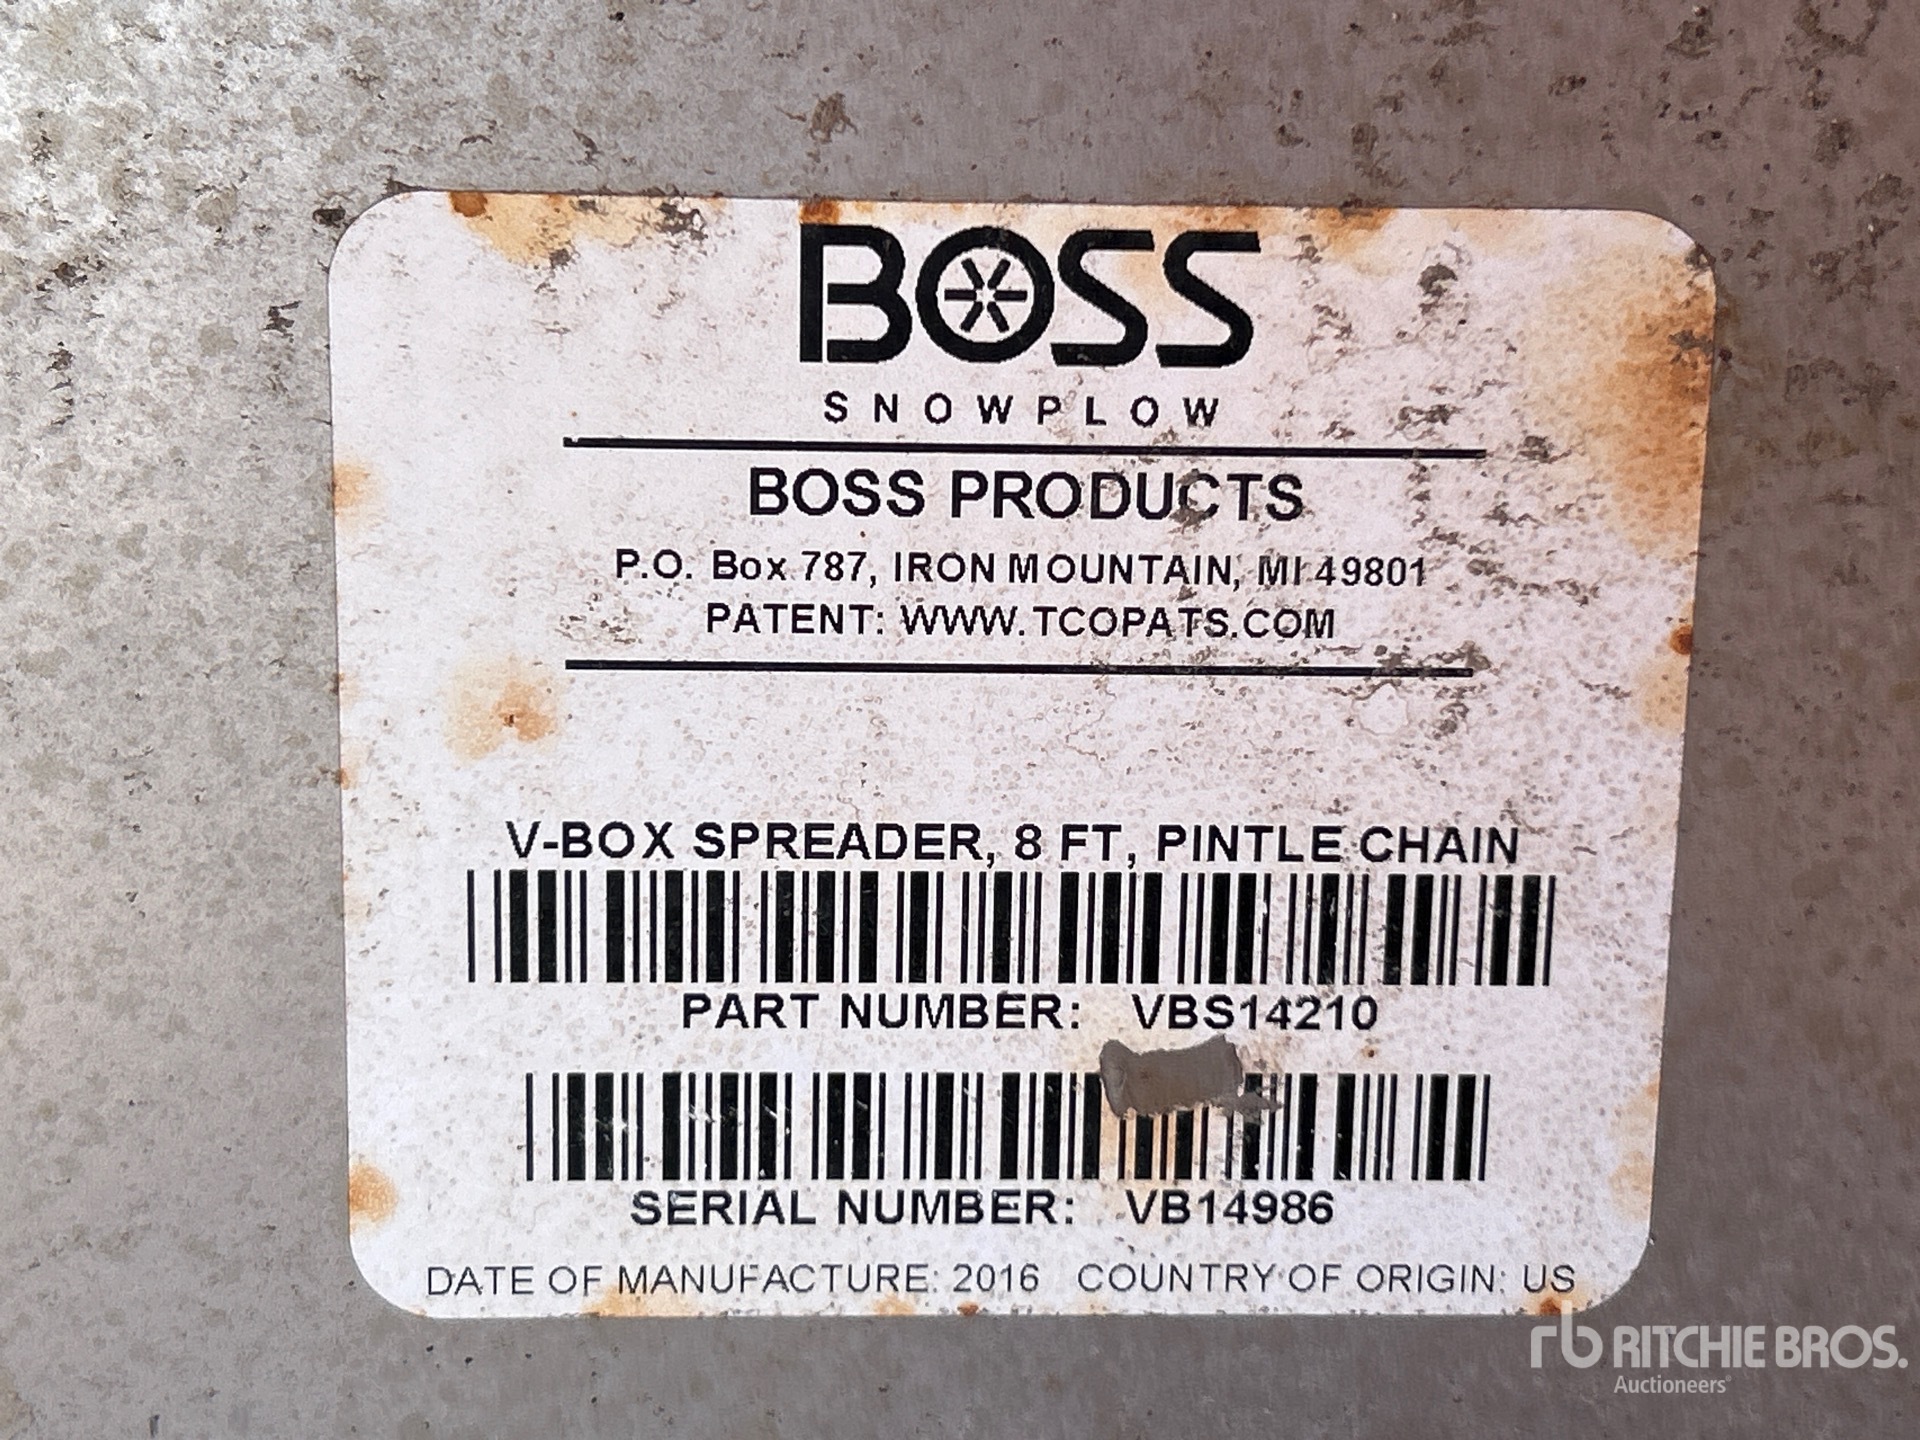 BOSS
SNOWPLOW
BOSS PRODUCTS
P.O. Box 787, IRON MOUNTAIN, MI 49801
PATENT: WWW.TCOPATS.COM
V-BOX SPREADER, 8 FT, PINTLE CHAIN
PART NUMBER: VBS14210
SERIAL NUMBER: VB14986
DATE OF MANUFACTURE: 2016 COUNTRY OF ORIGIN: US
rb RITCHIE BROS.
Auctioneers